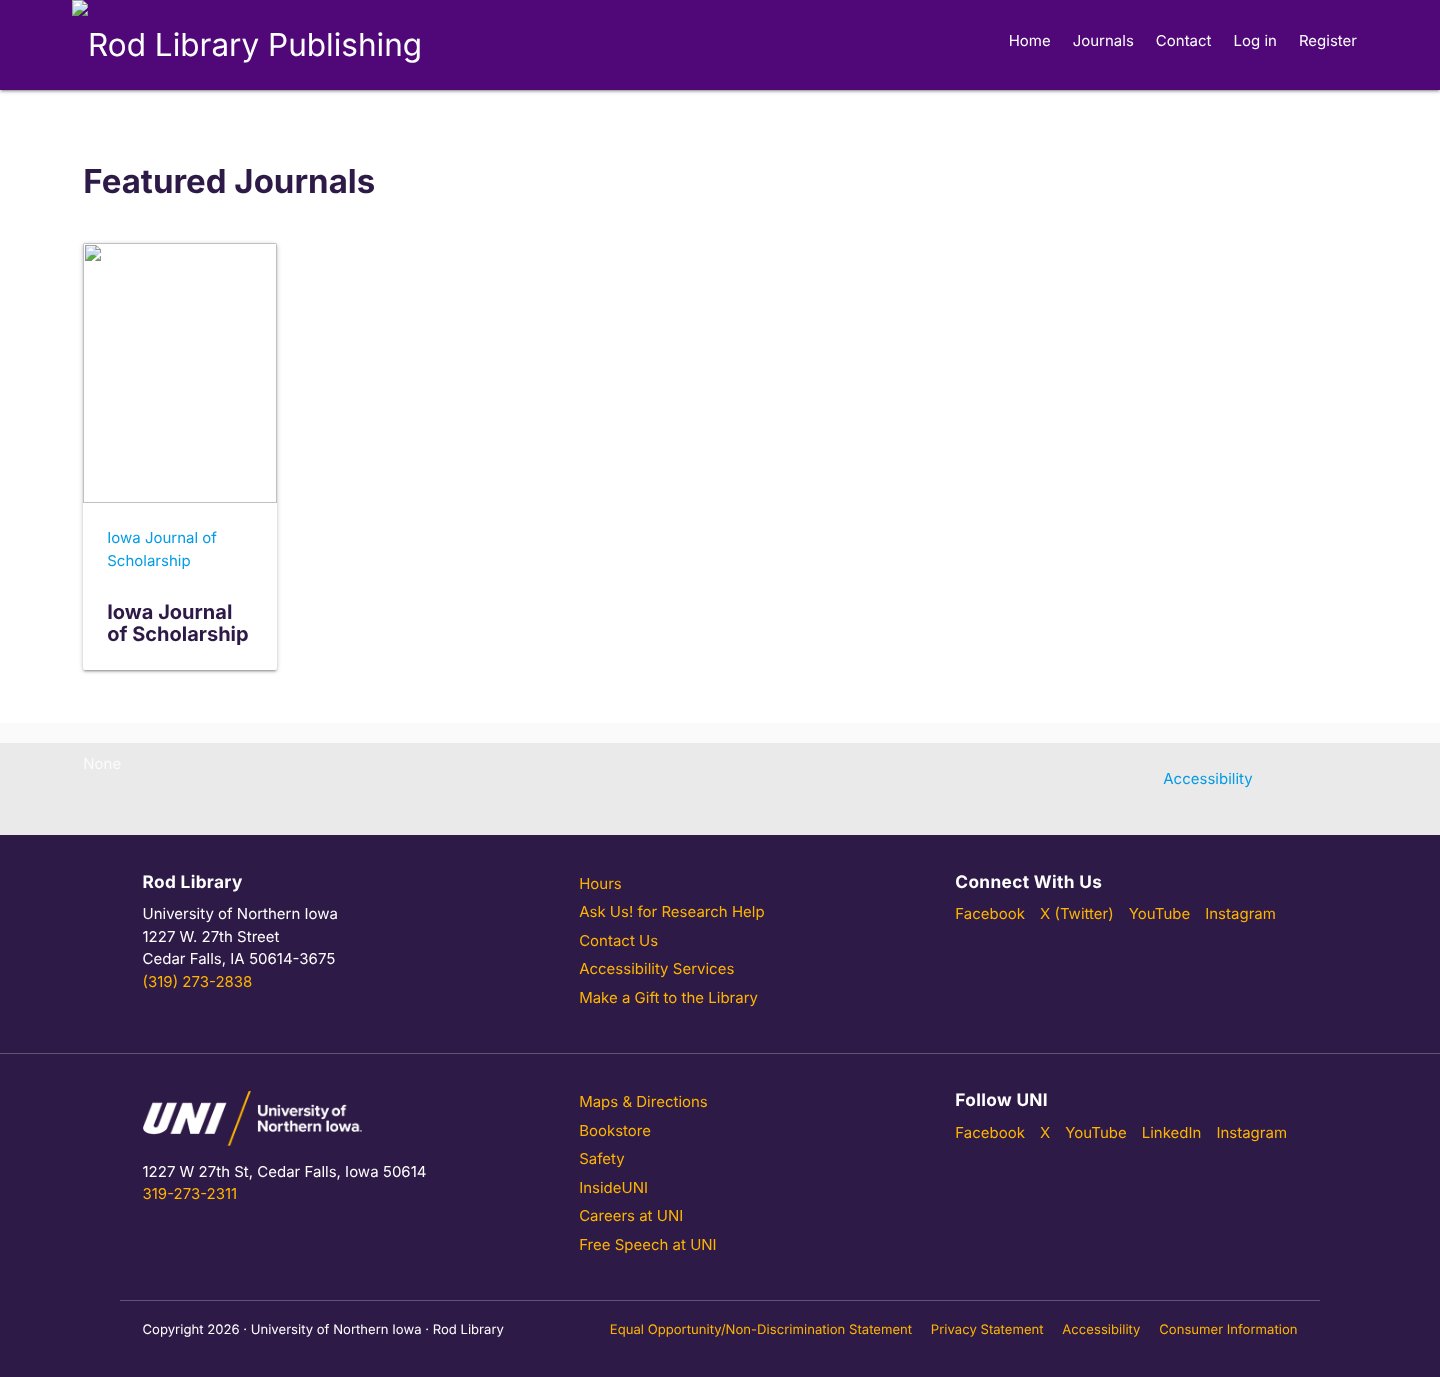 Rod Library Publishing
Home Journals Contact Log in Register
Featured Journals
Iowa Journal of
Scholarship
Iowa Journal
of Scholarship
None
Accessibility
Rod Library
University of Northern Iowa
1227 W. 27th Street
Cedar Falls, IA 50614-3675
(319) 273-2838
Hours
Ask Us! for Research Help
Contact Us
Accessibility Services
Make a Gift to the Library
Connect With Us
Facebook X (Twitter) YouTube Instagram
UNI University of
Northern Iowa.
1227 W 27th St, Cedar Falls, Iowa 50614
319-273-2311
Maps & Directions
Bookstore
Safety
InsideUNI
Careers at UNI
Free Speech at UNI
Follow UNI
Facebook X YouTube LinkedIn Instagram
Copyright 2026 · University of Northern Iowa · Rod Library
Equal Opportunity/Non-Discrimination Statement Privacy Statement Accessibility Consumer Information